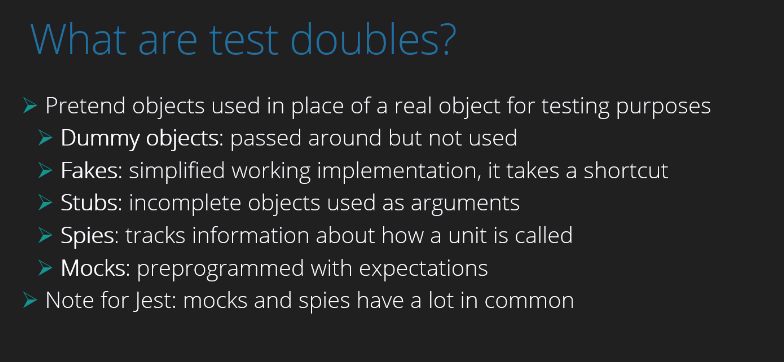 What are test doubles?
Pretend objects used in place of a real object for testing purposes
Dummy objects: passed around but not used
Fakes: simplified working implementation, it takes a shortcut
Stubs: incomplete objects used as arguments
Spies: tracks information about how a unit is called
Mocks: preprogrammed with expectations
Note for Jest: mocks and spies have a lot in common